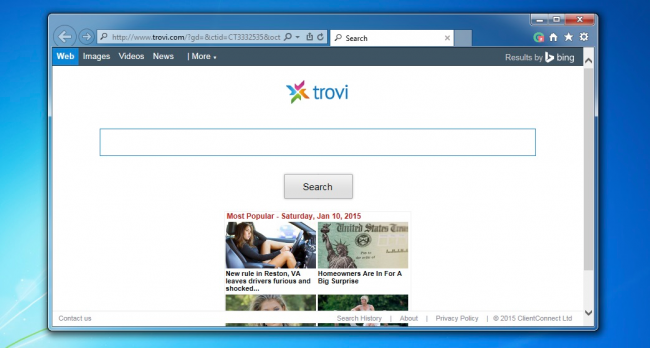 http://www.trovi.com/?gd=&ctid=CT3332535&oct
Search
Web Images Videos News | More
Results by bing
trovi
Search
Most Popular - Saturday, Jan 10, 2015
New rule in Reston, VA
leaves drivers furious and
shocked...
United States
Homeowners Are In For A
Big Surprise
Contact us
Search History | About | Privacy Policy | © 2015 ClientConnect Ltd